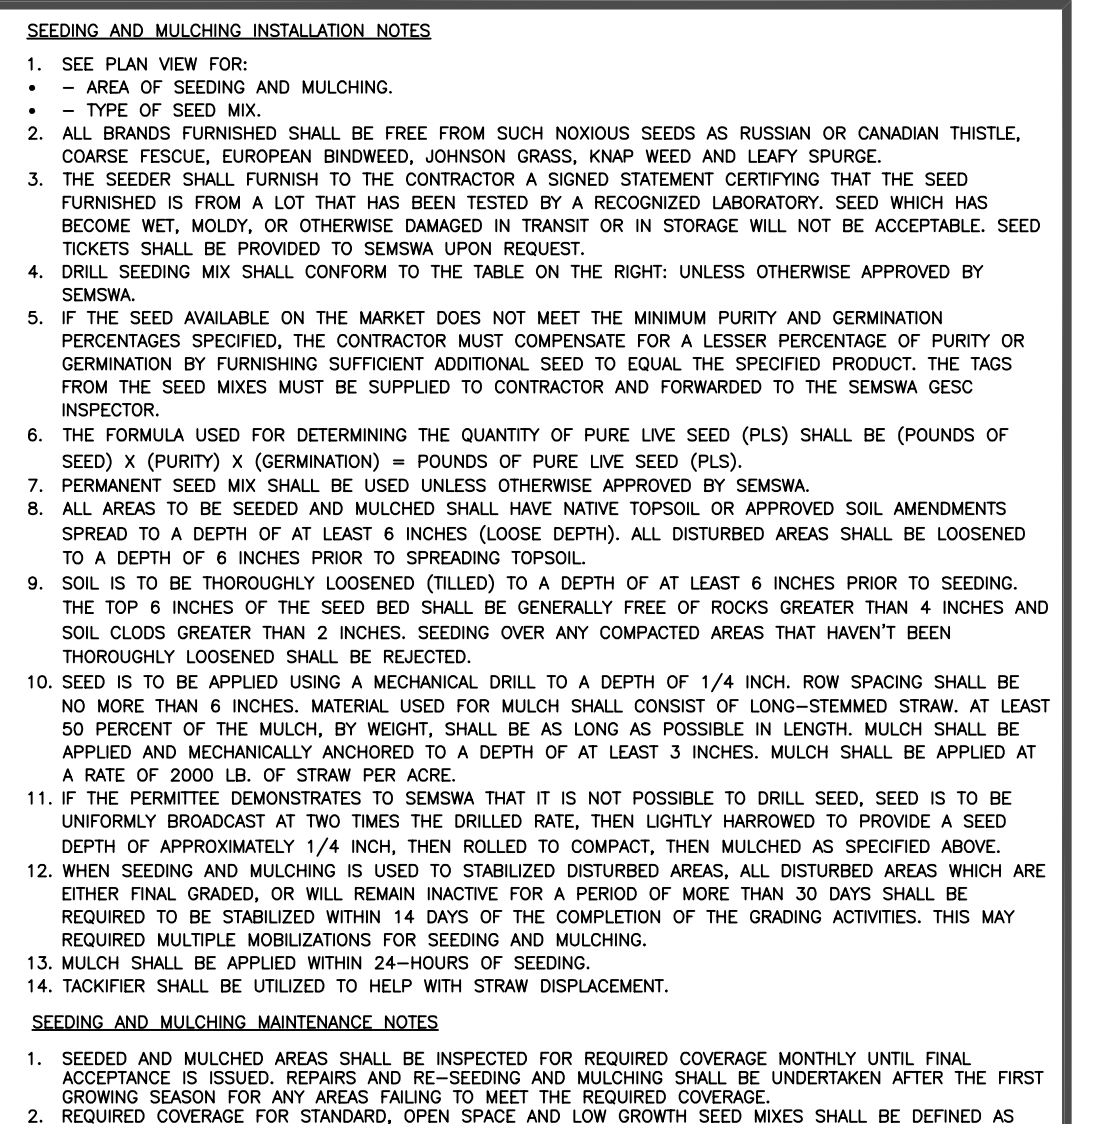 SEEDING AND MULCHING INSTALLATION NOTES
1. SEE PLAN VIEW FOR:
• – AREA OF SEEDING AND MULCHING.
• – TYPE OF SEED MIX.
2. ALL BRANDS FURNISHED SHALL BE FREE FROM SUCH NOXIOUS SEEDS AS RUSSIAN OR CANADIAN THISTLE,
COARSE FESCUE, EUROPEAN BINDWEED, JOHNSON GRASS, KNAP WEED AND LEAFY SPURGE.
3. THE SEEDER SHALL FURNISH TO THE CONTRACTOR A SIGNED STATEMENT CERTIFYING THAT THE SEED
FURNISHED IS FROM A LOT THAT HAS BEEN TESTED BY A RECOGNIZED LABORATORY. SEED WHICH HAS
BECOME WET, MOLDY, OR OTHERWISE DAMAGED IN TRANSIT OR IN STORAGE WILL NOT BE ACCEPTABLE. SEED
TICKETS SHALL BE PROVIDED TO SEMSWA UPON REQUEST.
4. DRILL SEEDING MIX SHALL CONFORM TO THE TABLE ON THE RIGHT: UNLESS OTHERWISE APPROVED BY
SEMSWA.
5. IF THE SEED AVAILABLE ON THE MARKET DOES NOT MEET THE MINIMUM PURITY AND GERMINATION
PERCENTAGES SPECIFIED, THE CONTRACTOR MUST COMPENSATE FOR A LESSER PERCENTAGE OF PURITY OR
GERMINATION BY FURNISHING SUFFICIENT ADDITIONAL SEED TO EQUAL THE SPECIFIED PRODUCT. THE TAGS
FROM THE SEED MIXES MUST BE SUPPLIED TO CONTRACTOR AND FORWARDED TO THE SEMSWA GESC
INSPECTOR.
6. THE FORMULA USED FOR DETERMINING THE QUANTITY OF PURE LIVE SEED (PLS) SHALL BE (POUNDS OF
SEED) X (PURITY) X (GERMINATION) = POUNDS OF PURE LIVE SEED (PLS).
7. PERMANENT SEED MIX SHALL BE USED UNLESS OTHERWISE APPROVED BY SEMSWA.
8. ALL AREAS TO BE SEEDED AND MULCHED SHALL HAVE NATIVE TOPSOIL OR APPROVED SOIL AMENDMENTS
SPREAD TO A DEPTH OF AT LEAST 6 INCHES (LOOSE DEPTH). ALL DISTURBED AREAS SHALL BE LOOSENED
TO A DEPTH OF 6 INCHES PRIOR TO SPREADING TOPSOIL.
9. SOIL IS TO BE THOROUGHLY LOOSENED (TILLED) TO A DEPTH OF AT LEAST 6 INCHES PRIOR TO SEEDING.
THE TOP 6 INCHES OF THE SEED BED SHALL BE GENERALLY FREE OF ROCKS GREATER THAN 4 INCHES AND
SOIL CLODS GREATER THAN 2 INCHES. SEEDING OVER ANY COMPACTED AREAS THAT HAVEN'T BEEN
THOROUGHLY LOOSENED SHALL BE REJECTED.
10. SEED IS TO BE APPLIED USING A MECHANICAL DRILL TO A DEPTH OF 1/4 INCH. ROW SPACING SHALL BE
NO MORE THAN 6 INCHES. MATERIAL USED FOR MULCH SHALL CONSIST OF LONG–STEMMED STRAW. AT LEAST
50 PERCENT OF THE MULCH, BY WEIGHT, SHALL BE AS LONG AS POSSIBLE IN LENGTH. MULCH SHALL BE
APPLIED AND MECHANICALLY ANCHORED TO A DEPTH OF AT LEAST 3 INCHES. MULCH SHALL BE APPLIED AT
A RATE OF 2000 LB. OF STRAW PER ACRE.
11. IF THE PERMITTEE DEMONSTRATES TO SEMSWA THAT IT IS NOT POSSIBLE TO DRILL SEED, SEED IS TO BE
UNIFORMLY BROADCAST AT TWO TIMES THE DRILLED RATE, THEN LIGHTLY HARROWED TO PROVIDE A SEED
DEPTH OF APPROXIMATELY 1/4 INCH, THEN ROLLED TO COMPACT, THEN MULCHED AS SPECIFIED ABOVE.
12. WHEN SEEDING AND MULCHING IS USED TO STABILIZED DISTURBED AREAS, ALL DISTURBED AREAS WHICH ARE
EITHER FINAL GRADED, OR WILL REMAIN INACTIVE FOR A PERIOD OF MORE THAN 30 DAYS SHALL BE
REQUIRED TO BE STABILIZED WITHIN 14 DAYS OF THE COMPLETION OF THE GRADING ACTIVITIES. THIS MAY
REQUIRED MULTIPLE MOBILIZATIONS FOR SEEDING AND MULCHING.
13. MULCH SHALL BE APPLIED WITHIN 24–HOURS OF SEEDING.
14. TACKIFIER SHALL BE UTILIZED TO HELP WITH STRAW DISPLACEMENT.
SEEDING AND MULCHING MAINTENANCE NOTES
1. SEEDED AND MULCHED AREAS SHALL BE INSPECTED FOR REQUIRED COVERAGE MONTHLY UNTIL FINAL
ACCEPTANCE IS ISSUED. REPAIRS AND RE–SEEDING AND MULCHING SHALL BE UNDERTAKEN AFTER THE FIRST
GROWING SEASON FOR ANY AREAS FAILING TO MEET THE REQUIRED COVERAGE.
2. REQUIRED COVERAGE FOR STANDARD, OPEN SPACE AND LOW GROWTH SEED MIXES SHALL BE DEFINED AS